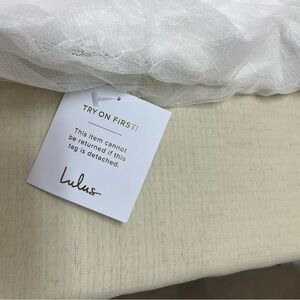 TRY ON FIRST!
This item cannot
be returned if this
tag is detached.
Lulus